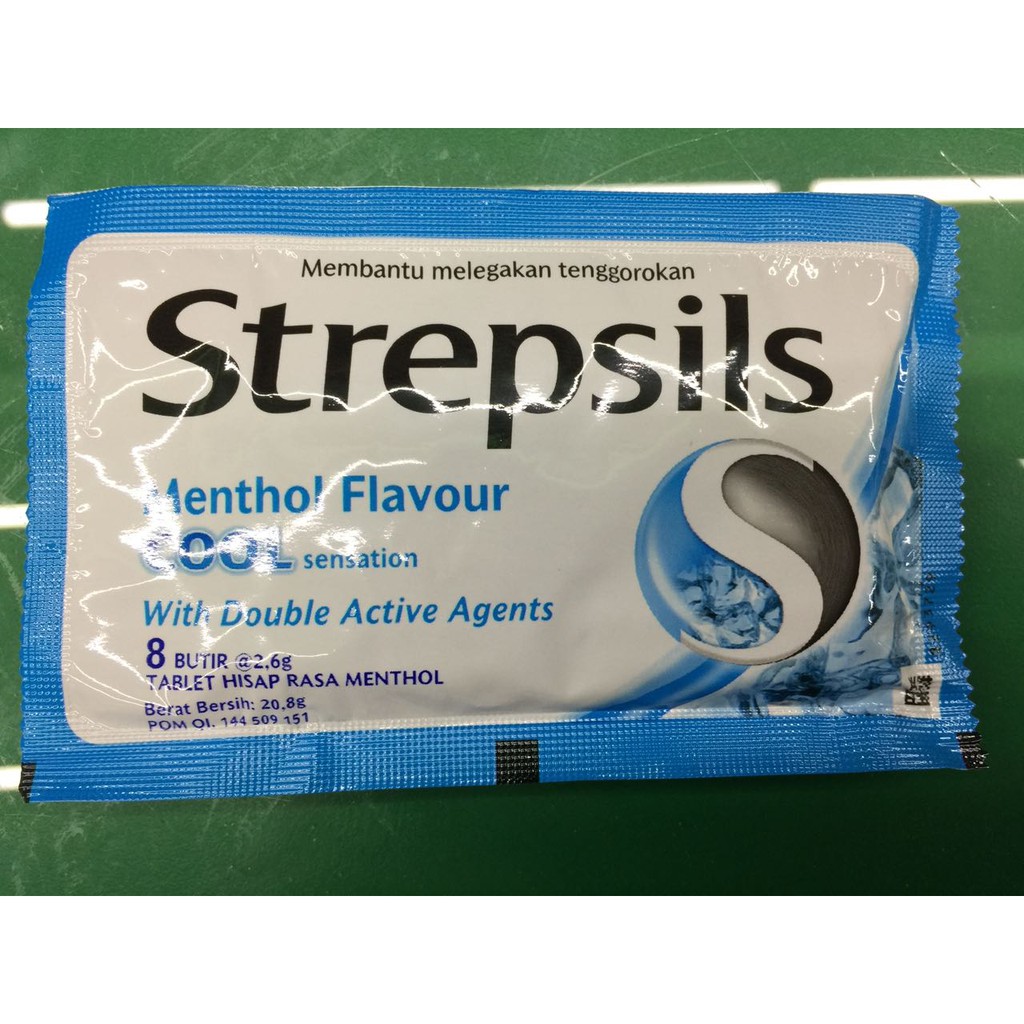 Membantu melegakan tenggorokan
Strepsils
Menthol Flavour
COOL sensation
With Double Active Agents
8 BUTIR @2,6g
TABLET HISAP RASA MENTHOL
Berat Bersih: 20,8g
POM QI. 144 509 151